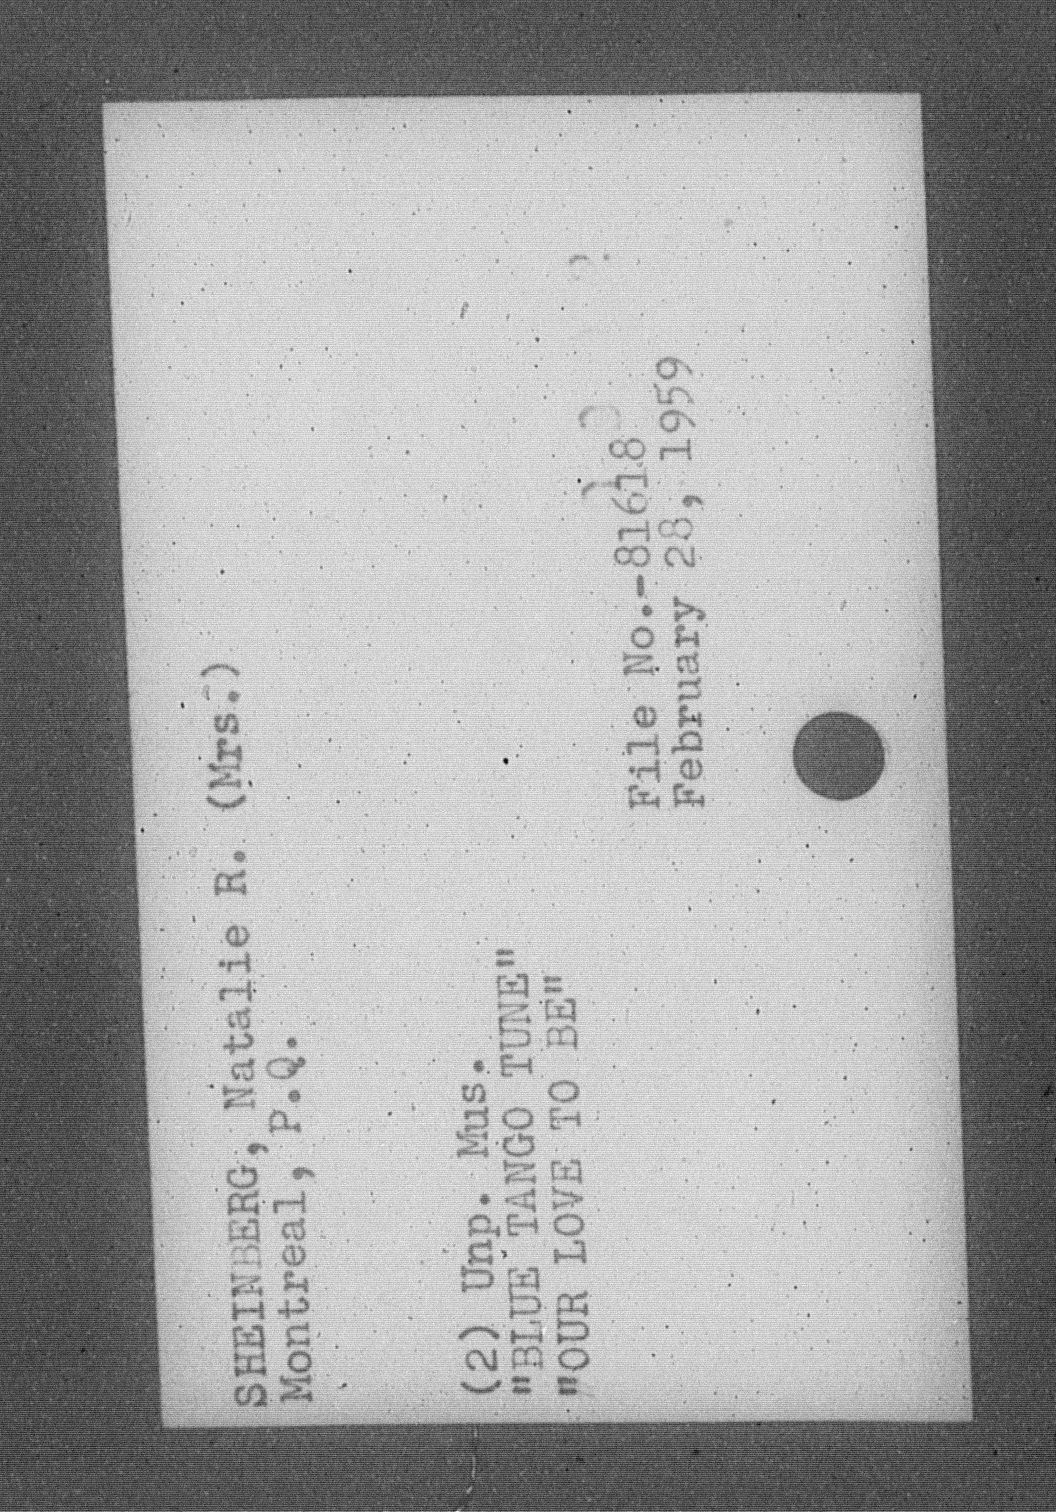 SHEINBERG, Natalie R. (Mrs.)
Montreal, P.Q.
(2) Unp. Mus.
"BLUE TANGO TUNE"
"OUR LOVE TO BE"
File No.-81618
February 28, 1959